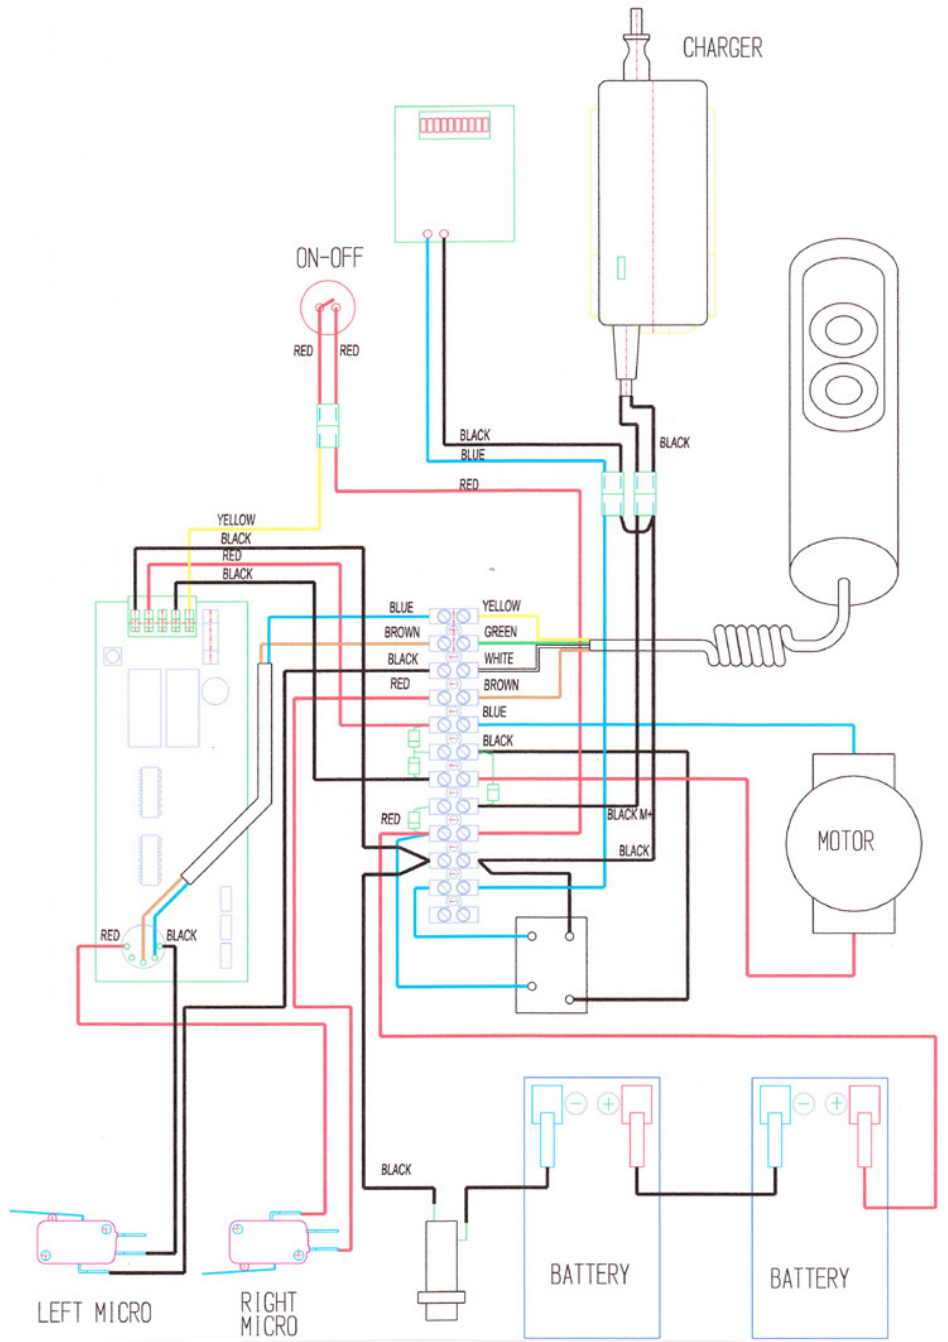 CHARGER
ON-OFF
RED RED
BLACK
BLUE
BLACK
RED
YELLOW
BLACK
RED
BLACK
BLUE YELLOW
BROWN GREEN
BLACK WHITE
RED BROWN
BLUE
BLACK
RED BLACK M+
BLACK
MOTOR
RED BLACK
- + - +
BLACK
BATTERY BATTERY
LEFT MICRO
RIGHT
MICRO